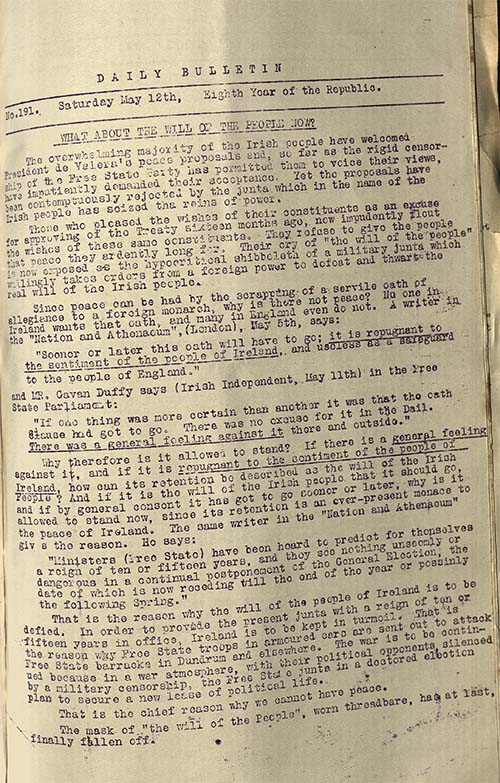 DAILY BULLETIN
No.191. Saturday May 12th, Eighth Year of the Republic.
WHAT ABOUT THE WILL OF THE PEOPLE NOW?
The overwhelming majority of the Irish people have welcomed
President de Valera's peace proposals and, so far as the rigid censor-
ship of the Free State Party has permitted them to voice their views,
have impatiently demanded their acceptance. Yet the proposals have
been contemptuously rejected by the junta which in the name of the
Irish people has seized the reins of power.
Those who pleased the wishes of their constituents as an excuse
for approving of the Treaty sixteen months ago, now impudently flout
the wishes of these same constituents. They refuse to give the people
that peace they ardently long for. Their cry of "the will of the people"
is now exposed as the hypocritical shibboleth of a military junta which
willingly takes orders from a foreign power to defeat and thwart the
real will of the Irish people.
Since peace can be had by the scrapping of a servile oath of
allegiance to a foreign monarch, why is there not peace? No one in
Ireland wants that oath, and many in England even do not. A writer in
the "Nation and Athenaeum", (London), May 5th, says:
"Sooner or later this oath will have to go; it is repugnant to
the sentiment of the people of Ireland, and useless as a safeguard
to the people of England."
and MR. Gavan Duffy says (Irish Independent, May 11th) in the Free
State Parliament:
"If one thing was more certain than another it was that the oath
clause had got to go. There was no excuse for it in the Dail.
There was a general feeling against it there and outside."
Why therefore is it allowed to stand? If there is a general feeling
against it, and if it is repugnant to the sentiment of the people of
Ireland, how can its retention be described as the will of the Irish
People? And if it is the will of the Irish people that it should go,
and if by general consent it has got to go sooner or later, why is it
allowed to stand now, since its retention is an ever-present menace to
the peace of Ireland. The same writer in the "Nation and Athenaeum"
giv s the reason. He says:
"Ministers (Free State) have been heard to predict for themselves
a reign of ten or fifteen years, and they see nothing unseemly or
dangerous in a continual postponement of the General Election, the
date of which is now receding till the end of the year or possibly
the following Spring."
That is the reason why the will of the people of Ireland is to be
defied. In order to provide the present junta with a reign of ten or
fifteen years in office, Ireland is to be kept in turmoil. That is
the reason why Free State troops in armoured cars are sent out to attack
Free State barracks in Dundrum and elsewhere. The war is to be contin-
ued because in a war atmosphere, with their political opponents silenced
by a military censorship, the Free State junta in a doctored election
plan to secure a new lease of political life.
That is the chief reason why we cannot have peace.
The mask of "the will of the People", worn threadbare, has at last,
finally fallen off.